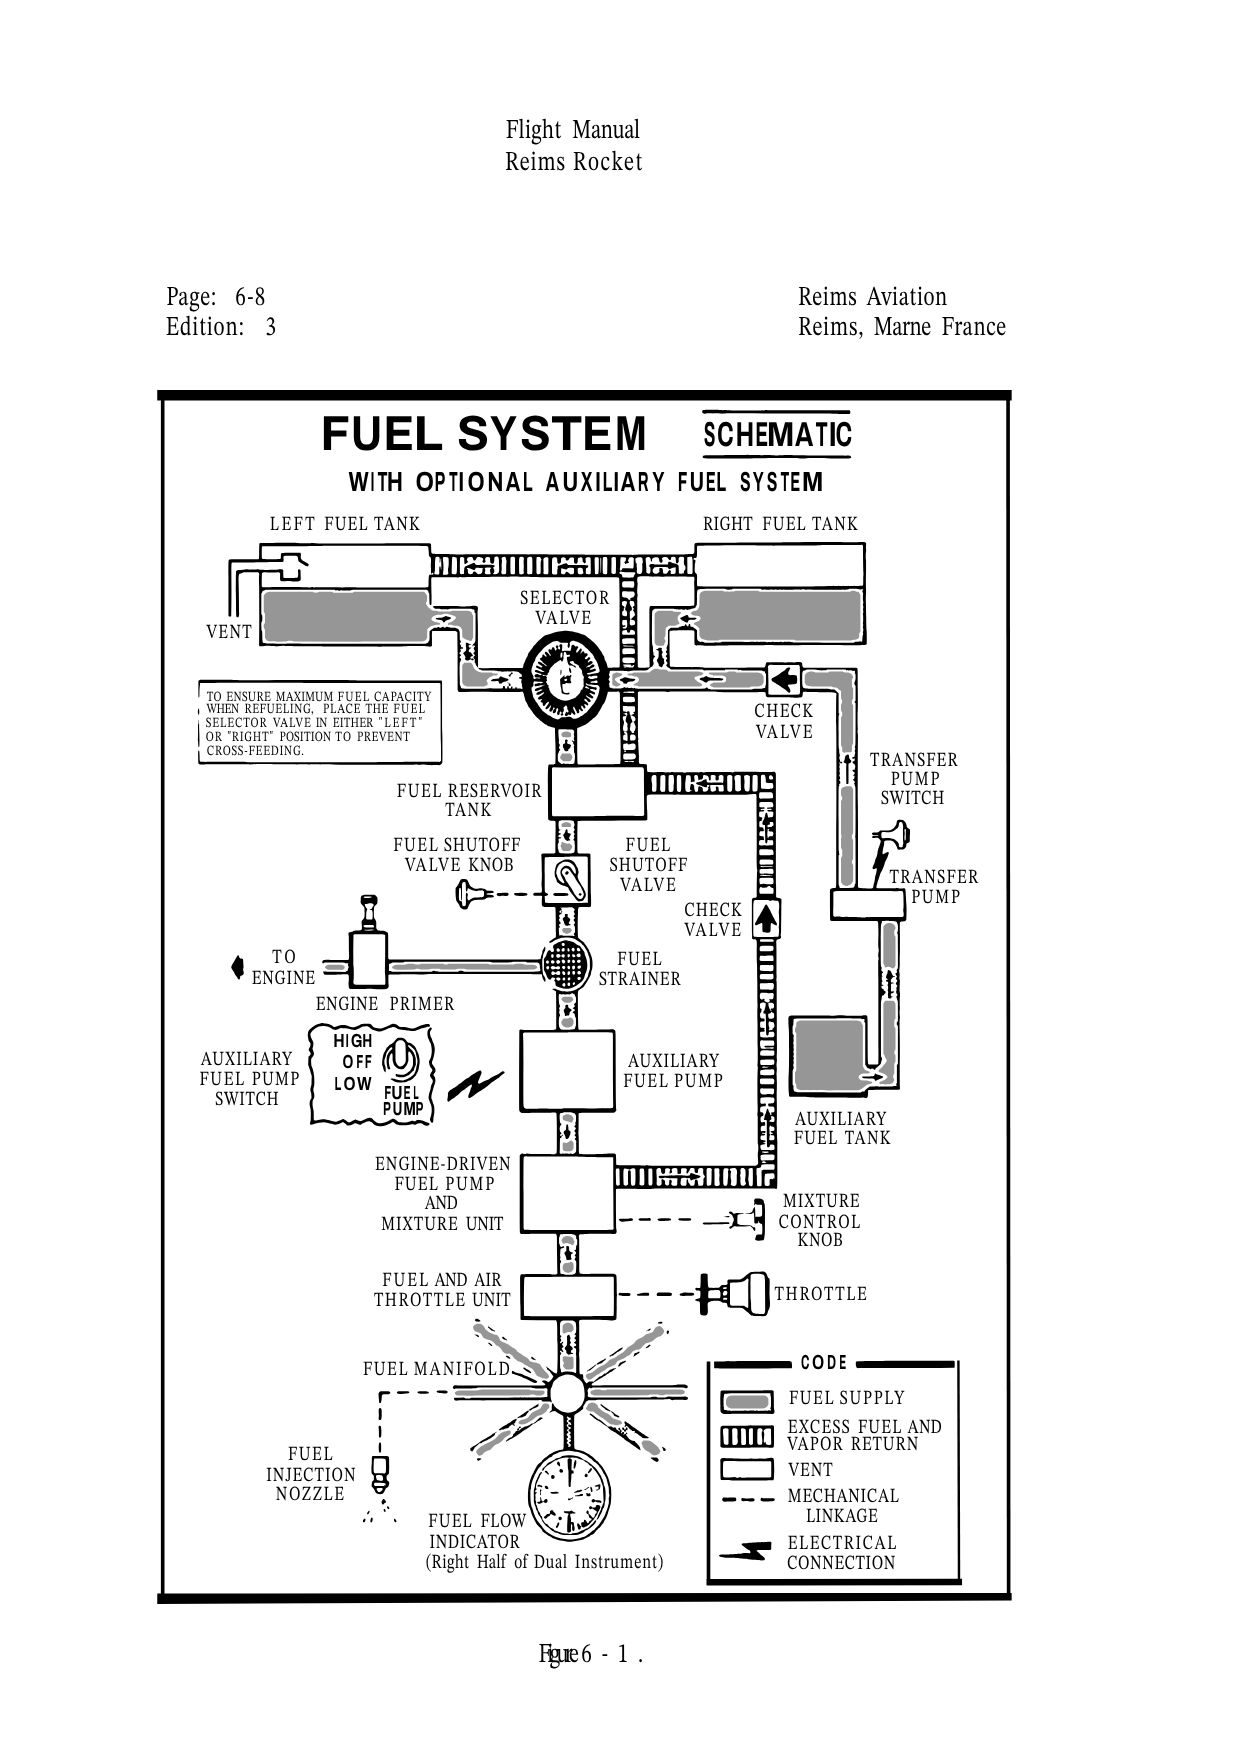 Flight Manual
Reims Rocket
Page: 6-8
Edition: 3
Reims Aviation
Reims, Marne France
FUEL SYSTEM SCHEMATIC
WITH OPTIONAL AUXILIARY FUEL SYSTEM
LEFT FUEL TANK
RIGHT FUEL TANK
SELECTOR
VALVE
VENT
TO ENSURE MAXIMUM FUEL CAPACITY
WHEN REFUELING, PLACE THE FUEL
SELECTOR VALVE IN EITHER "LEFT"
OR "RIGHT" POSITION TO PREVENT
CROSS-FEEDING.
CHECK
VALVE
TRANSFER
PUMP
SWITCH
FUEL RESERVOIR
TANK
FUEL SHUTOFF
VALVE KNOB
FUEL
SHUTOFF
VALVE
TRANSFER
PUMP
CHECK
VALVE
TO
ENGINE
FUEL
STRAINER
ENGINE PRIMER
AUXILIARY
FUEL PUMP
SWITCH
HIGH
OFF
LOW
FUEL
PUMP
AUXILIARY
FUEL PUMP
AUXILIARY
FUEL TANK
ENGINE-DRIVEN
FUEL PUMP
AND
MIXTURE UNIT
MIXTURE
CONTROL
KNOB
FUEL AND AIR
THROTTLE UNIT
THROTTLE
FUEL MANIFOLD
FUEL
INJECTION
NOZZLE
FUEL FLOW
INDICATOR
(Right Half of Dual Instrument)
CODE
FUEL SUPPLY
EXCESS FUEL AND
VAPOR RETURN
VENT
MECHANICAL
LINKAGE
ELECTRICAL
CONNECTION
6 - 1 .